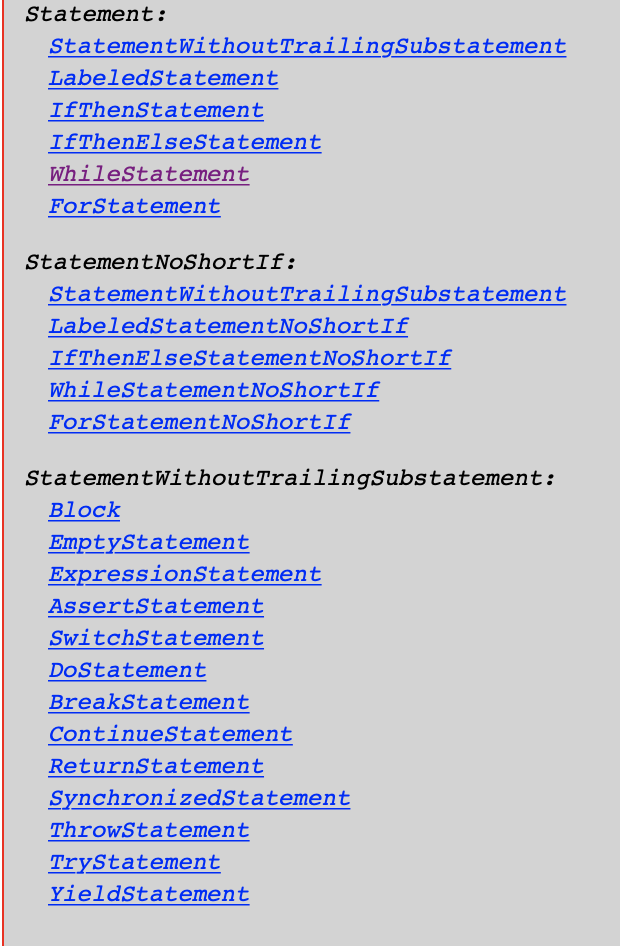 Statement:
StatementWithoutTrailingSubstatement
LabeledStatement
IfThenStatement
IfThenElseStatement
WhileStatement
ForStatement
StatementNoShortIf:
StatementWithoutTrailingSubstatement
LabeledStatementNoShortIf
IfThenElseStatementNoShortIf
WhileStatementNoShortIf
ForStatementNoShortIf
StatementWithoutTrailingSubstatement:
Block
EmptyStatement
ExpressionStatement
AssertStatement
SwitchStatement
DoStatement
BreakStatement
ContinueStatement
ReturnStatement
SynchronizedStatement
ThrowStatement
TryStatement
YieldStatement